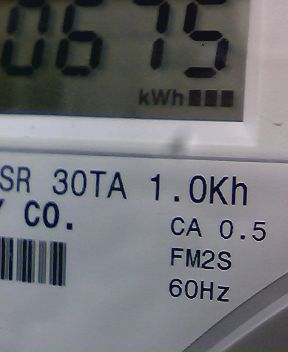 0675
kWh
SR 30TA 1.0Kh
Y CO.
CA 0.5
FM2S
60Hz